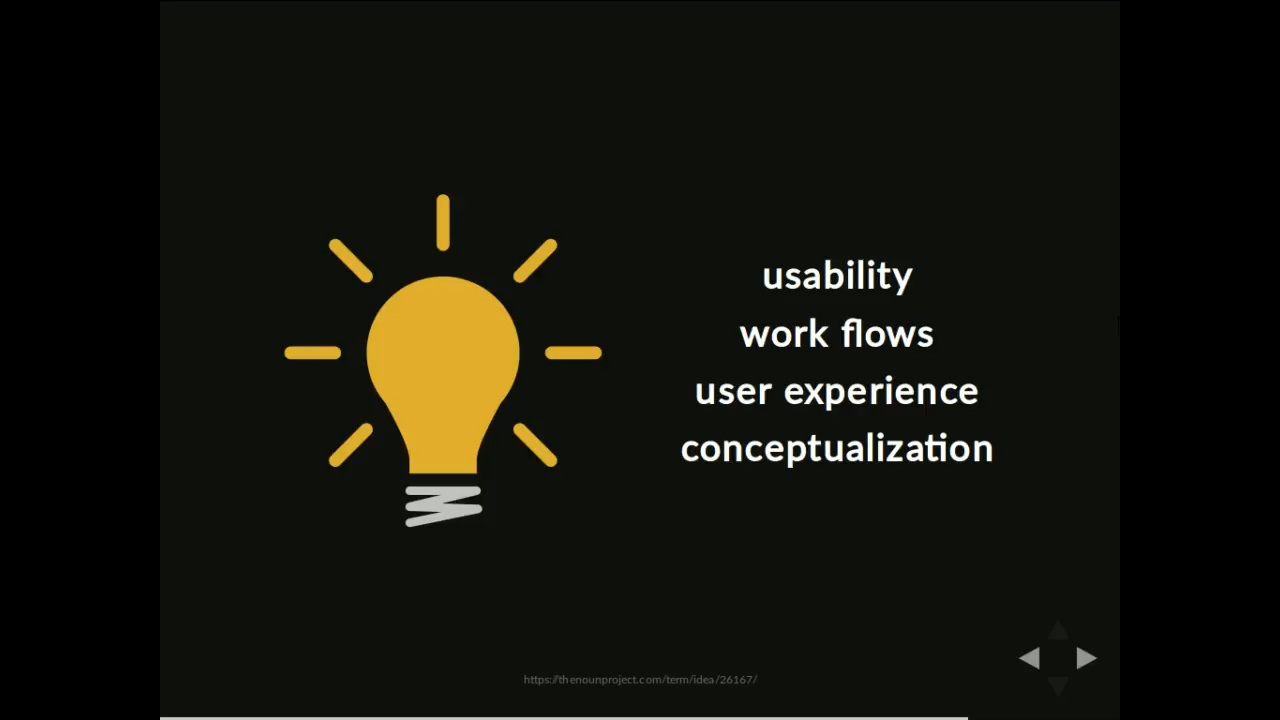 usability
work flows
user experience
conceptualization
https://thenounproject.com/term/idea/26167/